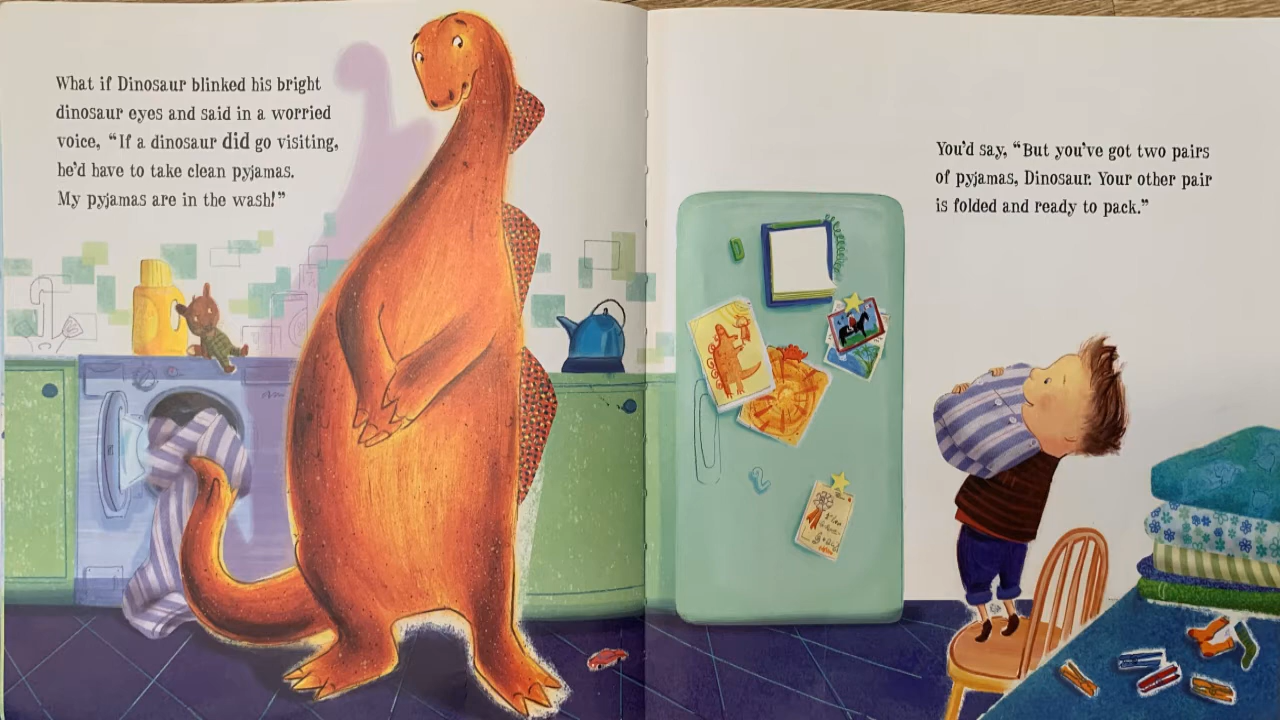 What if Dinosaur blinked his bright
dinosaur eyes and said in a worried
voice, “If a dinosaur did go visiting,
he’d have to take clean pyjamas.
My pyjamas are in the wash!”
You’d say, “But you’ve got two pairs
of pyjamas, Dinosaur. Your other pair
is folded and ready to pack.”
D
2